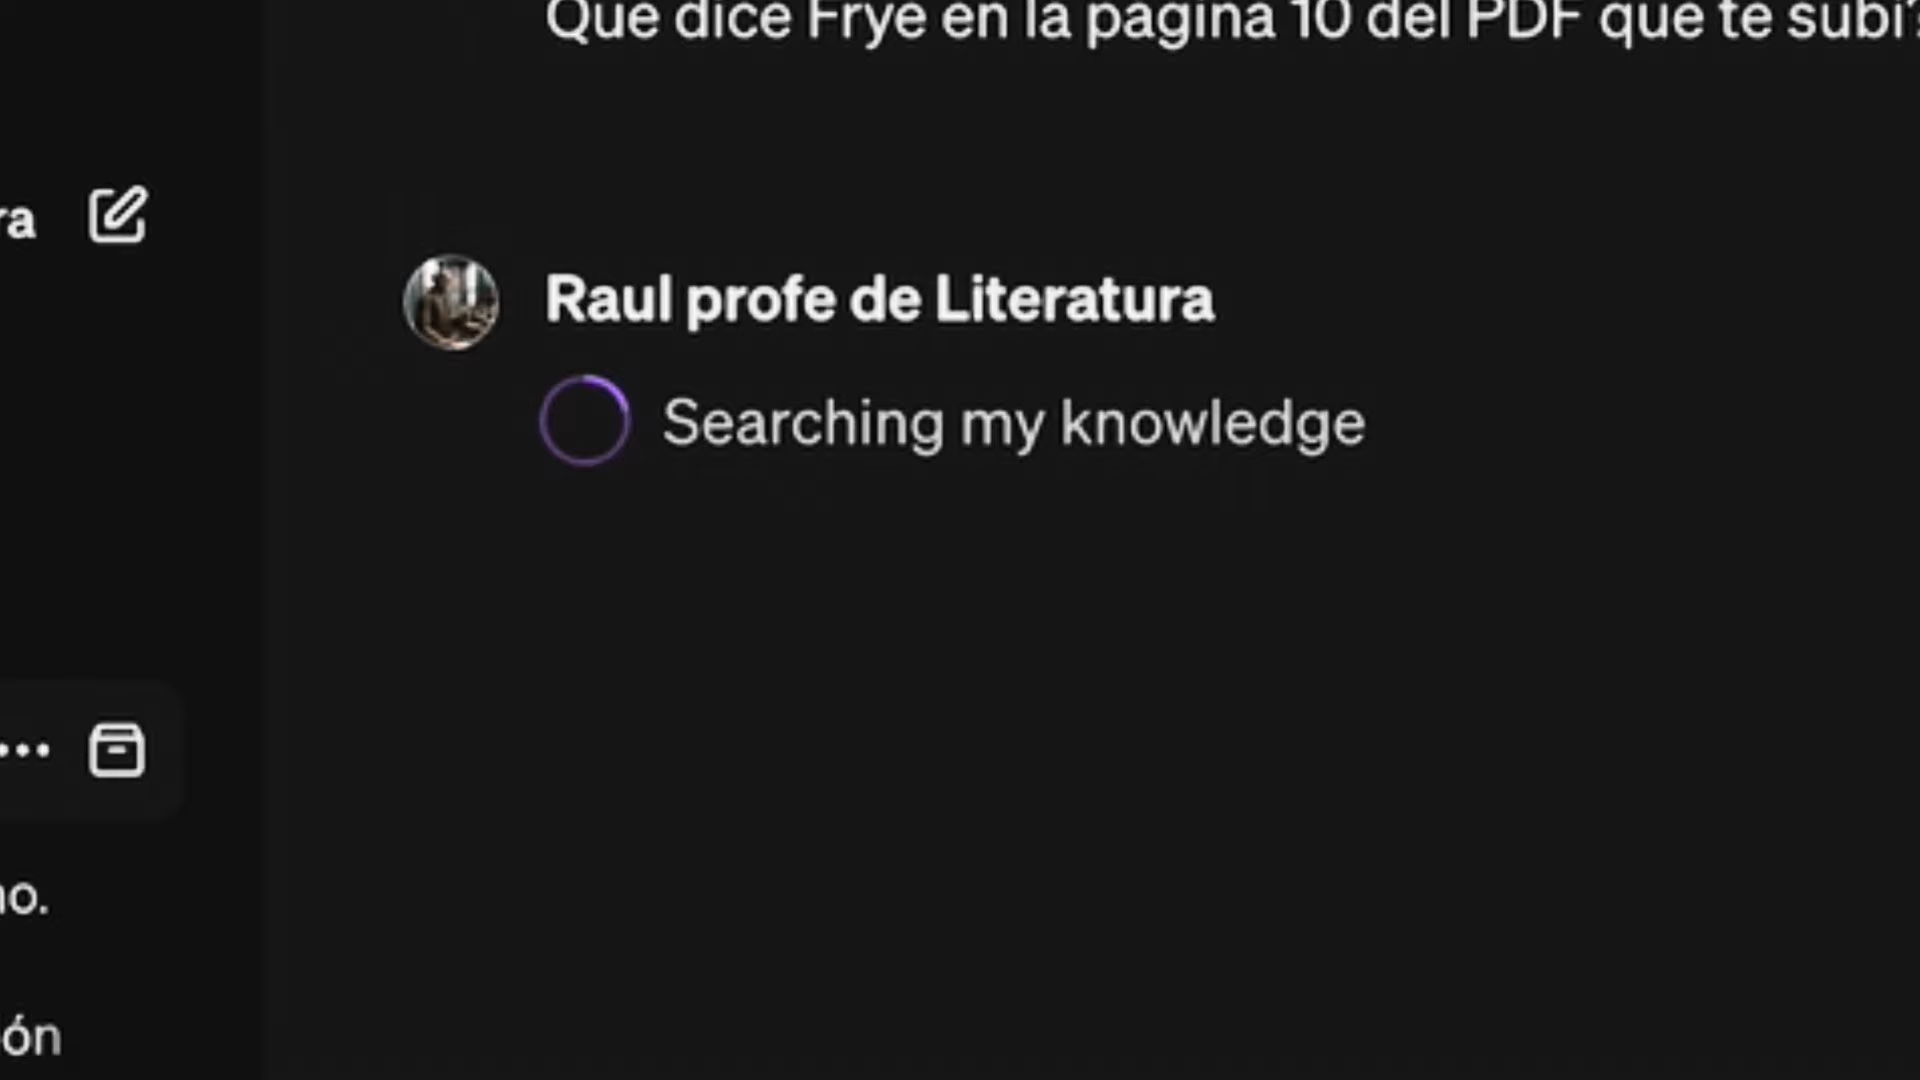 Que dice Frye en la pagina 10 del PDF que te subi?
ra
Raul profe de Literatura
Searching my knowledge
...
no.
ón